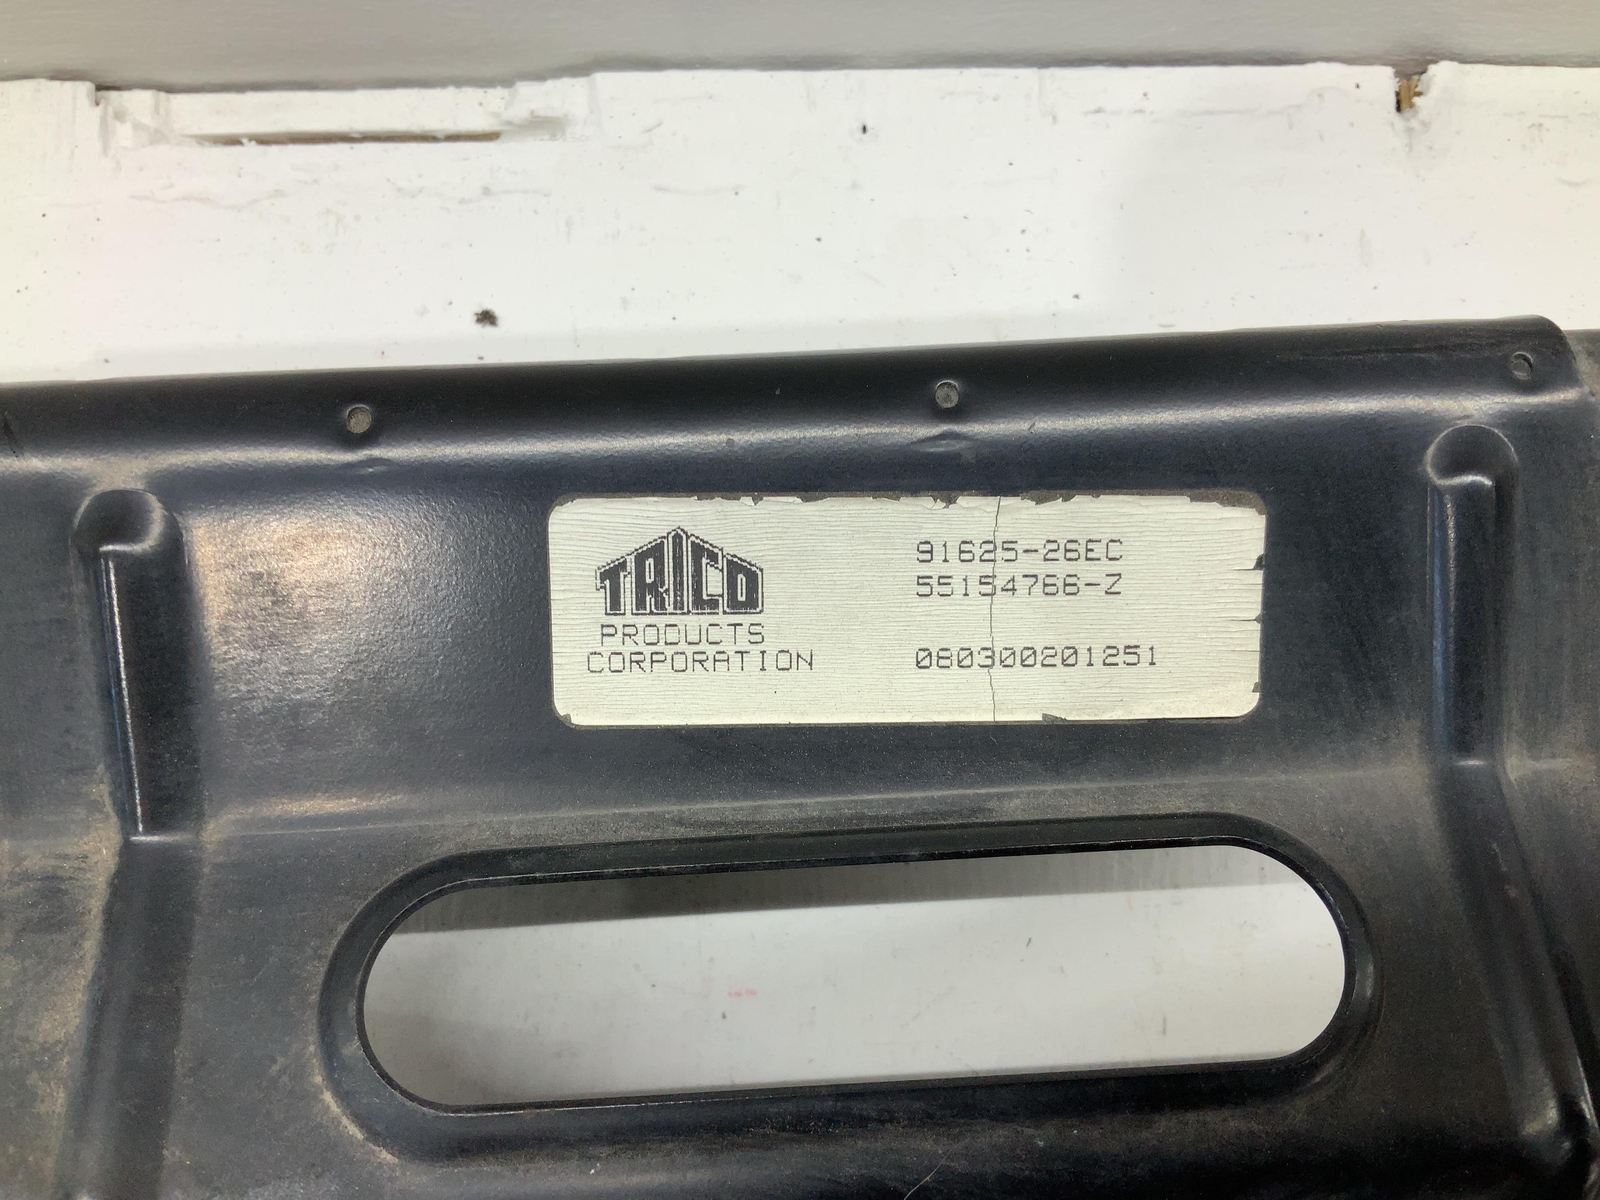 TRICO
PRODUCTS
CORPORATION
91625-26EC
55154766-Z
080300201251